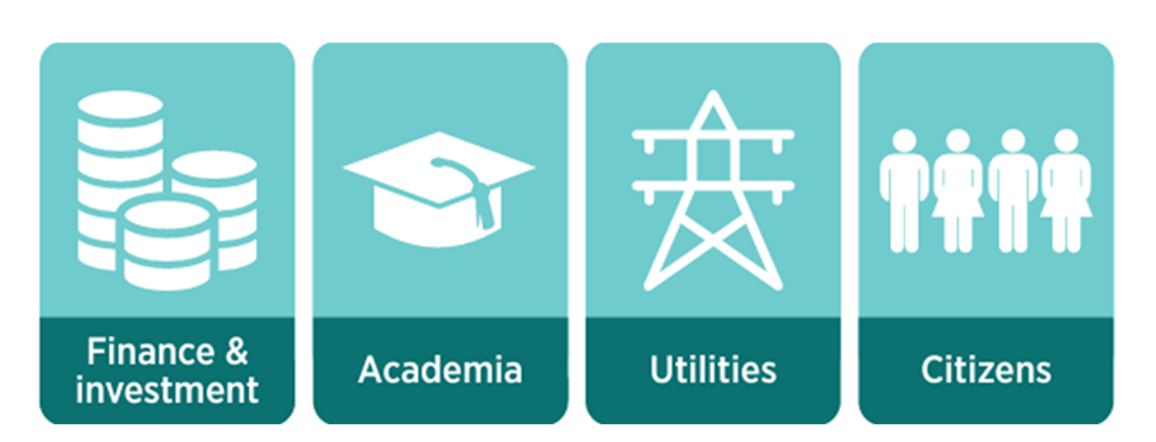 Finance &
investment
Academia
Utilities
Citizens